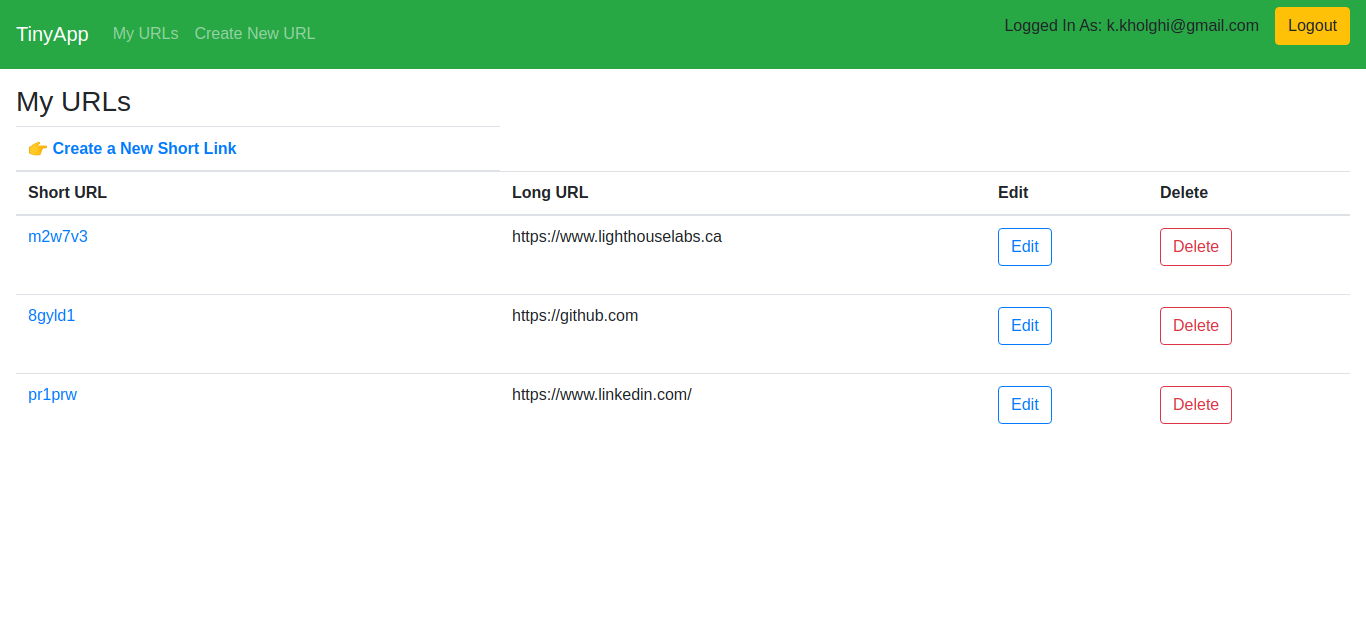 TinyApp My URLs Create New URL Logged In As: k.kholghi@gmail.com Logout
My URLs
👉 Create a New Short Link
Short URL Long URL Edit Delete
m2w7v3 https://www.lighthouselabs.ca Edit Delete
8gyld1 https://github.com Edit Delete
pr1prw https://www.linkedin.com/ Edit Delete